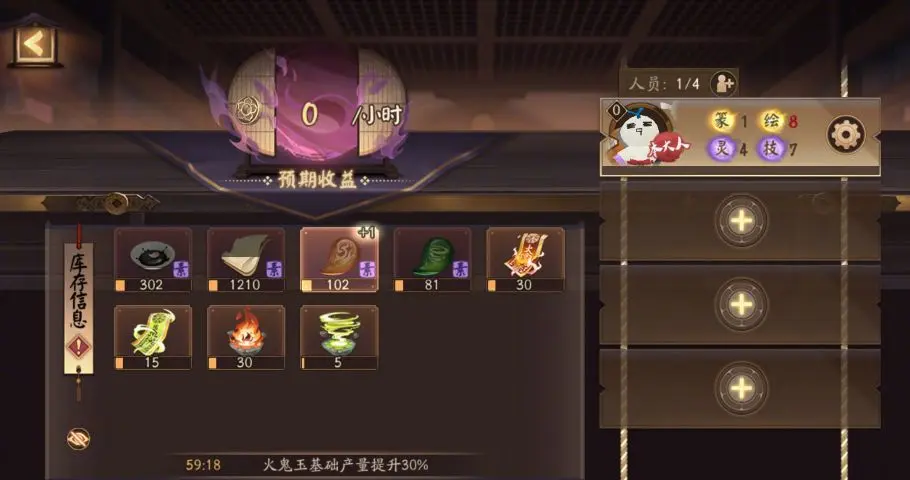 人员：1/4
0 /小时
0
篆 1 绘 8
灵 4 技 7
预期收益
库存信息
+1
素 素 素 素
302 1210 102 81 30
15 30 5
59:18 火鬼玉基础产量提升30%